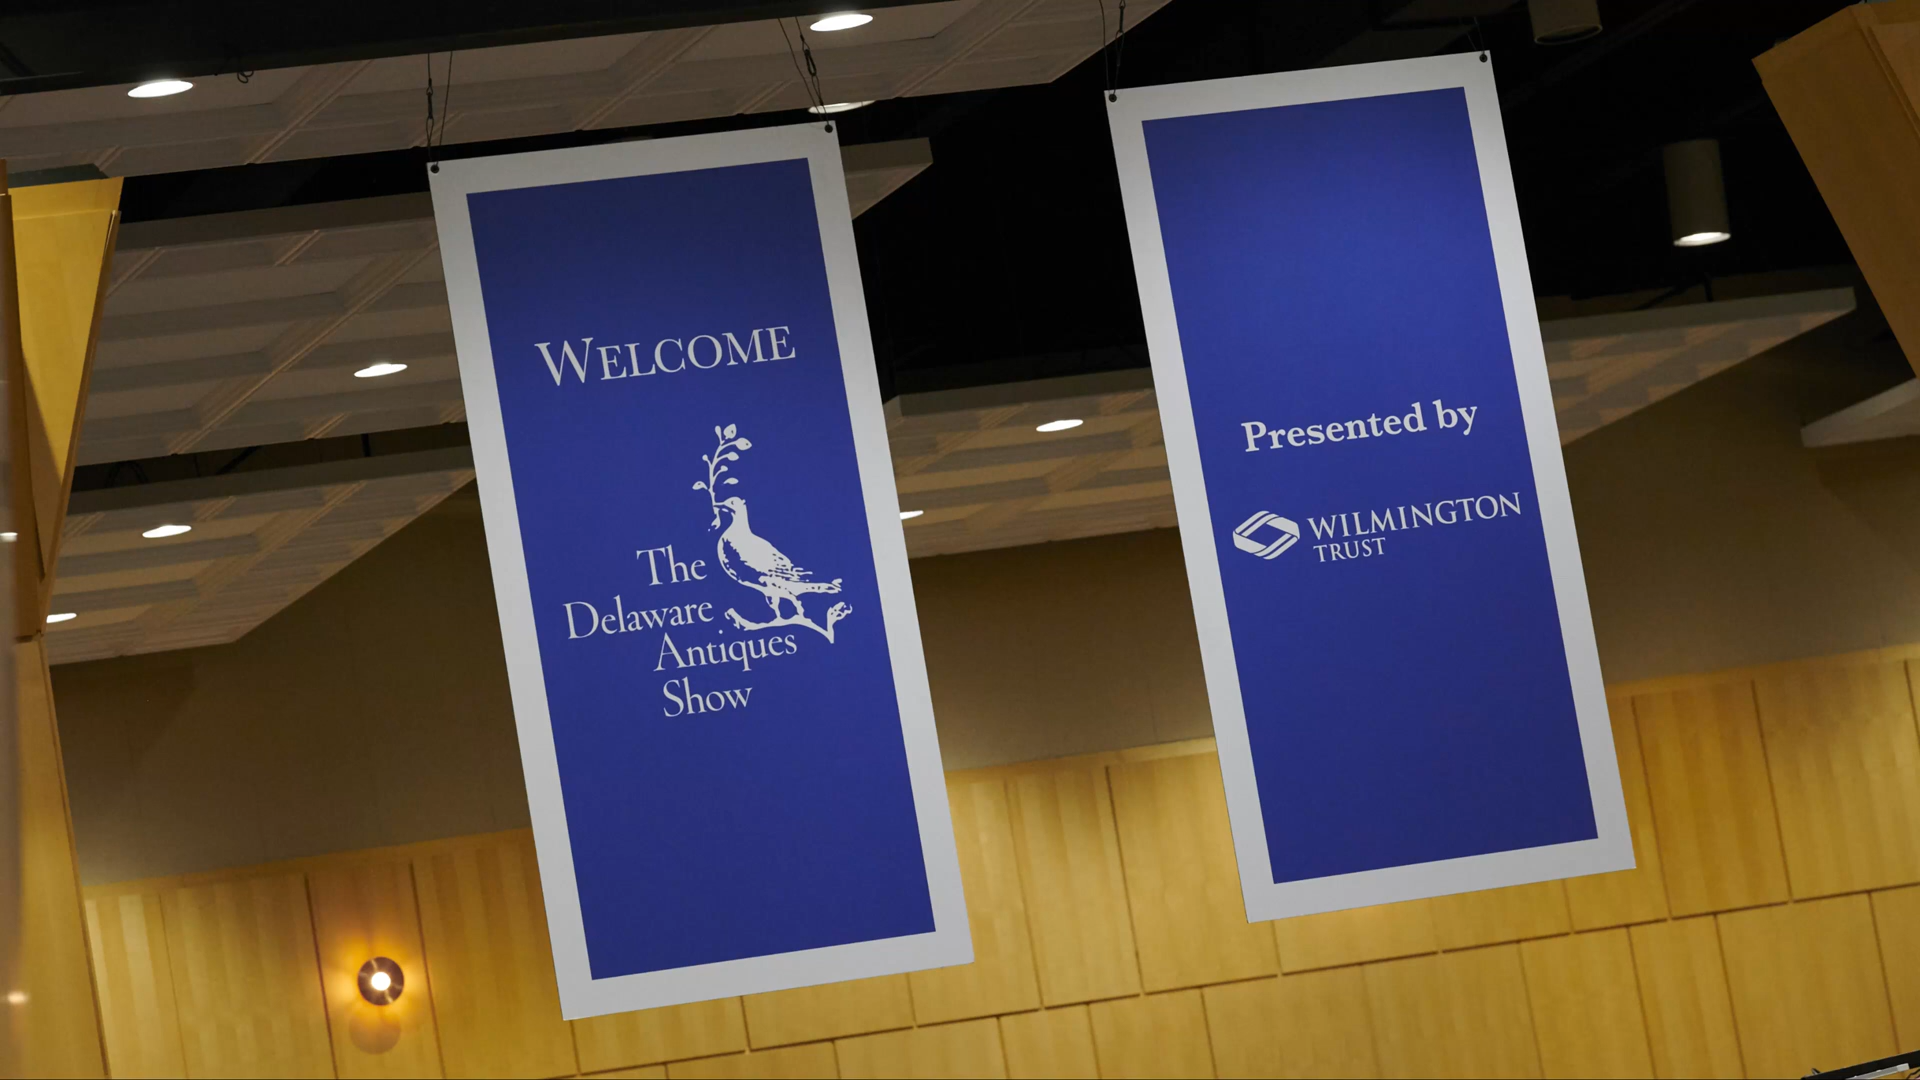 WELCOME
The
Delaware
Antiques
Show
Presented by
WILMINGTON
TRUST